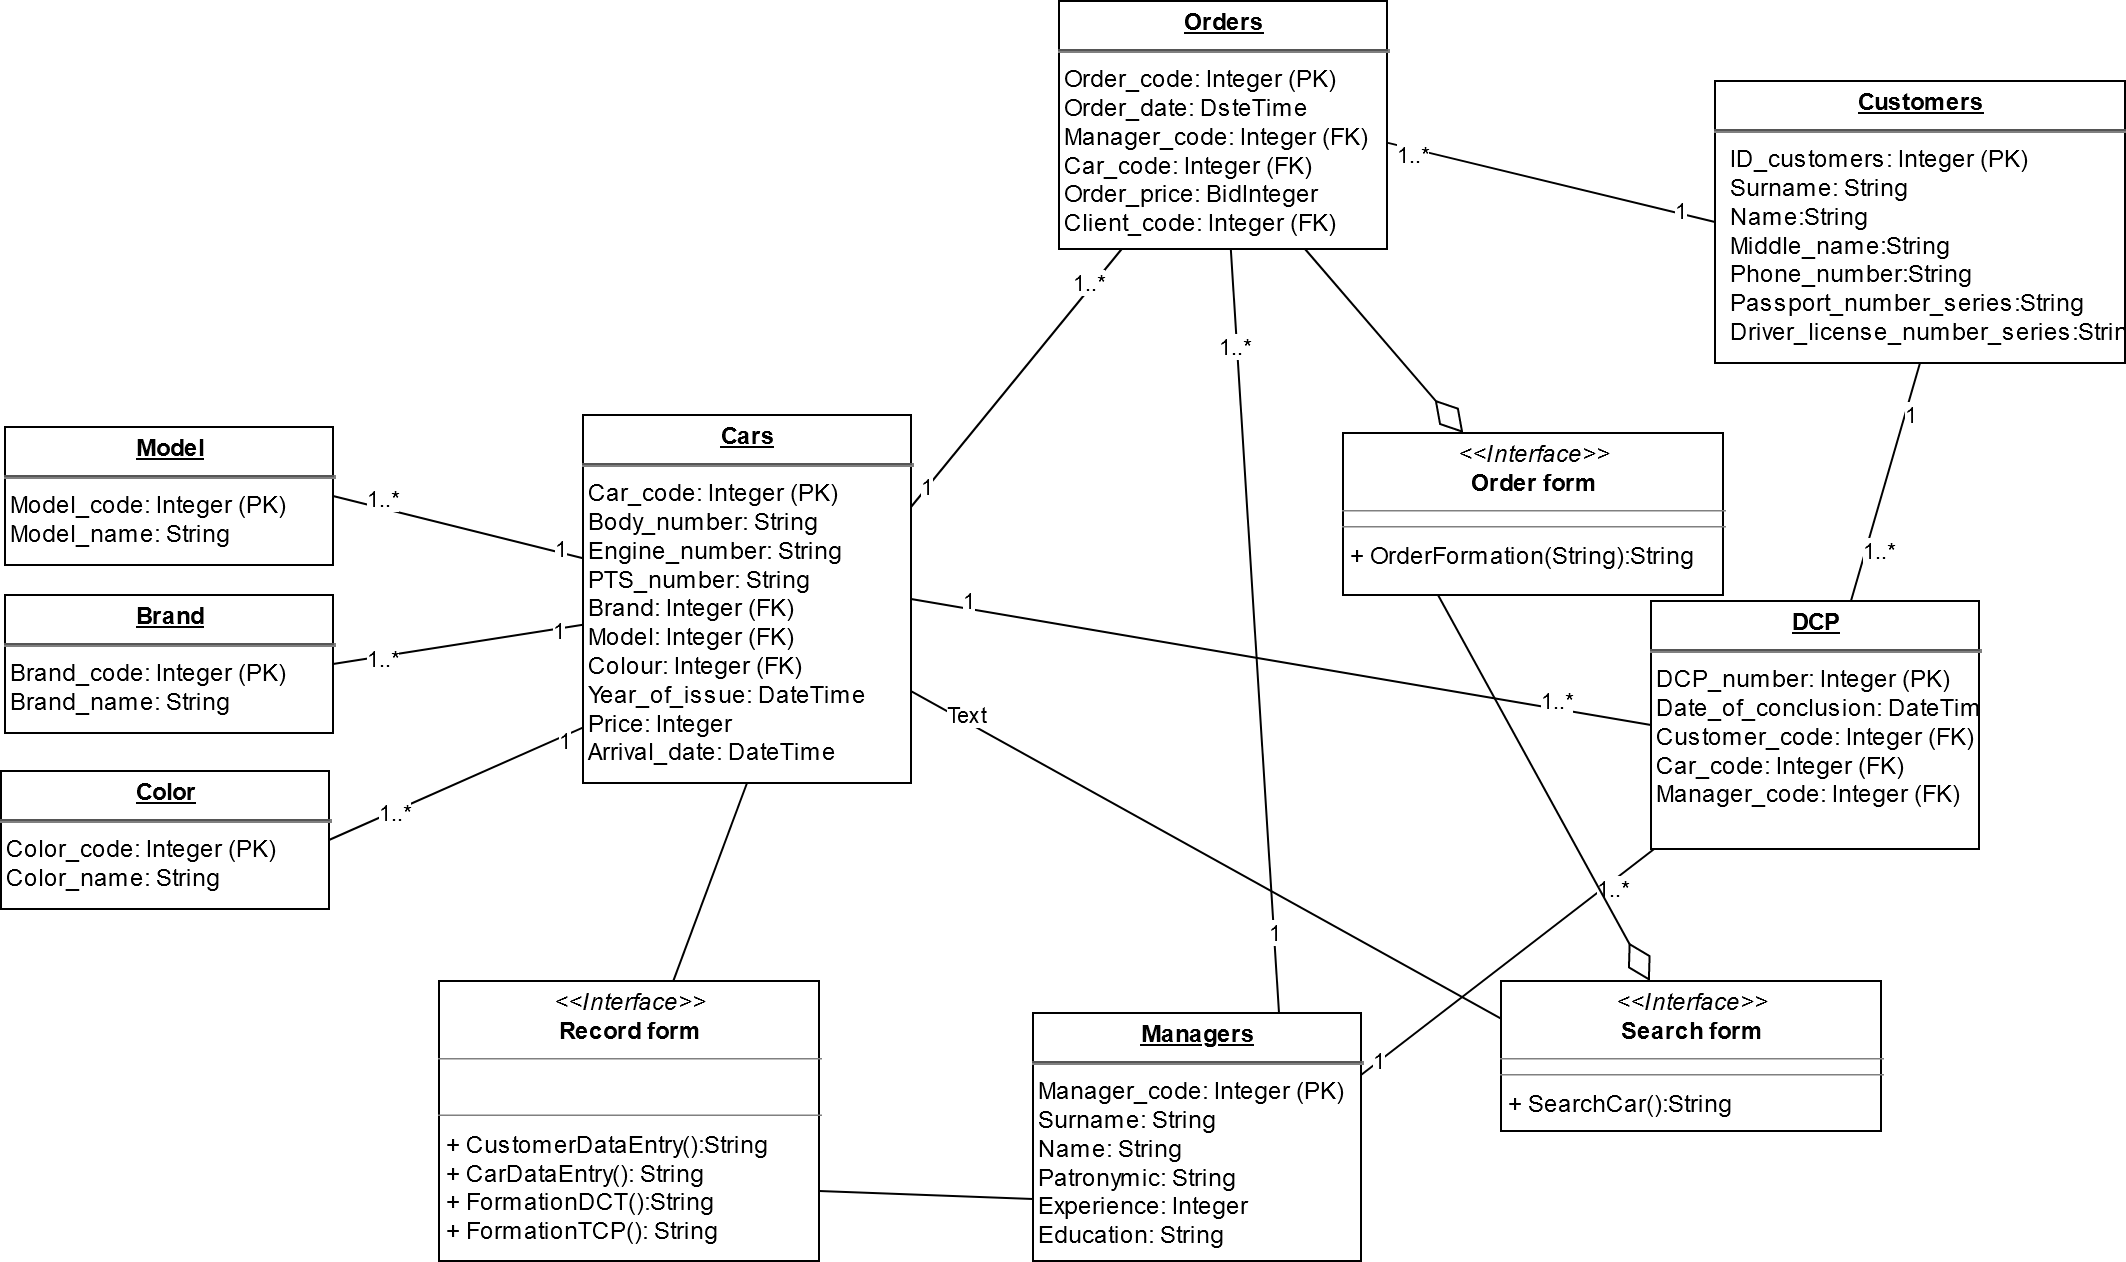 Orders
Order_code: Integer (PK)
Order_date: DsteTime
Manager_code: Integer (FK)
Car_code: Integer (FK)
Order_price: BidInteger
Client_code: Integer (FK)
Customers
ID_customers: Integer (PK)
Surname: String
Name:String
Middle_name:String
Phone_number:String
Passport_number_series:String
Driver_license_number_series:Strin
1..*
1
1..*
1
1..*
1
1
1..*
Model
Model_code: Integer (PK)
Model_name: String
1..*
1
Brand
Brand_code: Integer (PK)
Brand_name: String
1..*
1
Color
Color_code: Integer (PK)
Color_name: String
1..*
1
Cars
Car_code: Integer (PK)
Body_number: String
Engine_number: String
PTS_number: String
Brand: Integer (FK)
Model: Integer (FK)
Colour: Integer (FK)
Year_of_issue: DateTime
Price: Integer
Arrival_date: DateTime
1
1..*
Text
<<Interface>>
Order form
+ OrderFormation(String):String
DCP
DCP_number: Integer (PK)
Date_of_conclusion: DateTim
Customer_code: Integer (FK)
Car_code: Integer (FK)
Manager_code: Integer (FK)
1..*
1
<<Interface>>
Record form
+ CustomerDataEntry():String
+ CarDataEntry(): String
+ FormationDCT():String
+ FormationTCP(): String
Managers
Manager_code: Integer (PK)
Surname: String
Name: String
Patronymic: String
Experience: Integer
Education: String
<<Interface>>
Search form
+ SearchCar():String